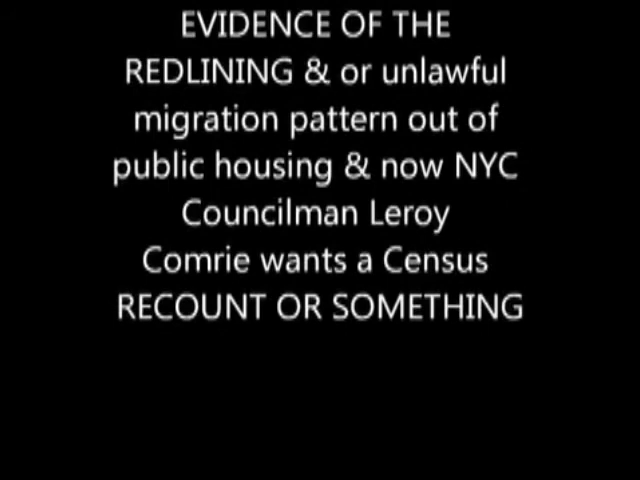 EVIDENCE OF THE
REDLINING & or unlawful
migration pattern out of
public housing & now NYC
Councilman Leroy
Comrie wants a Census
RECOUNT OR SOMETHING